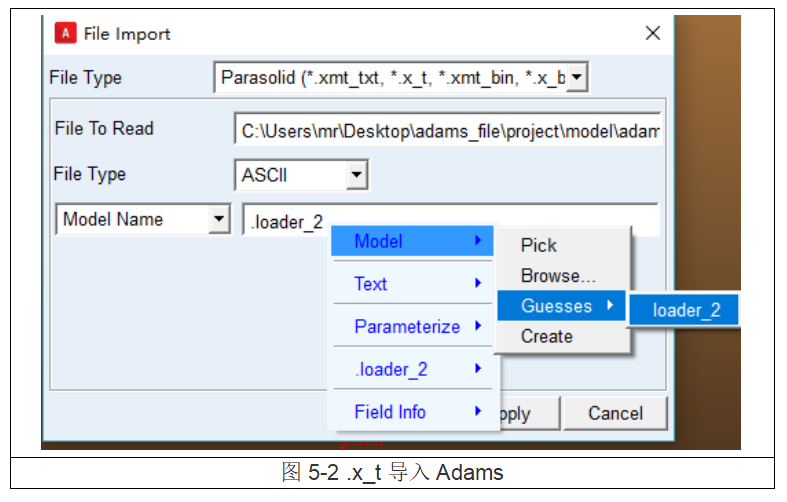 A File Import
File Type Parasolid (*.xmt_txt, *.x_t, *.xmt_bin, *.x_b
File To Read C:\Users\mr\Desktop\adams_file\project\model\adam
File Type ASCII
Model Name .loader_2
Model
Pick
Text
Browse...
Guesses
loader_2
Parameterize
Create
.loader_2
Field Info
pply Cancel
图 5-2 .x_t 导入 Adams